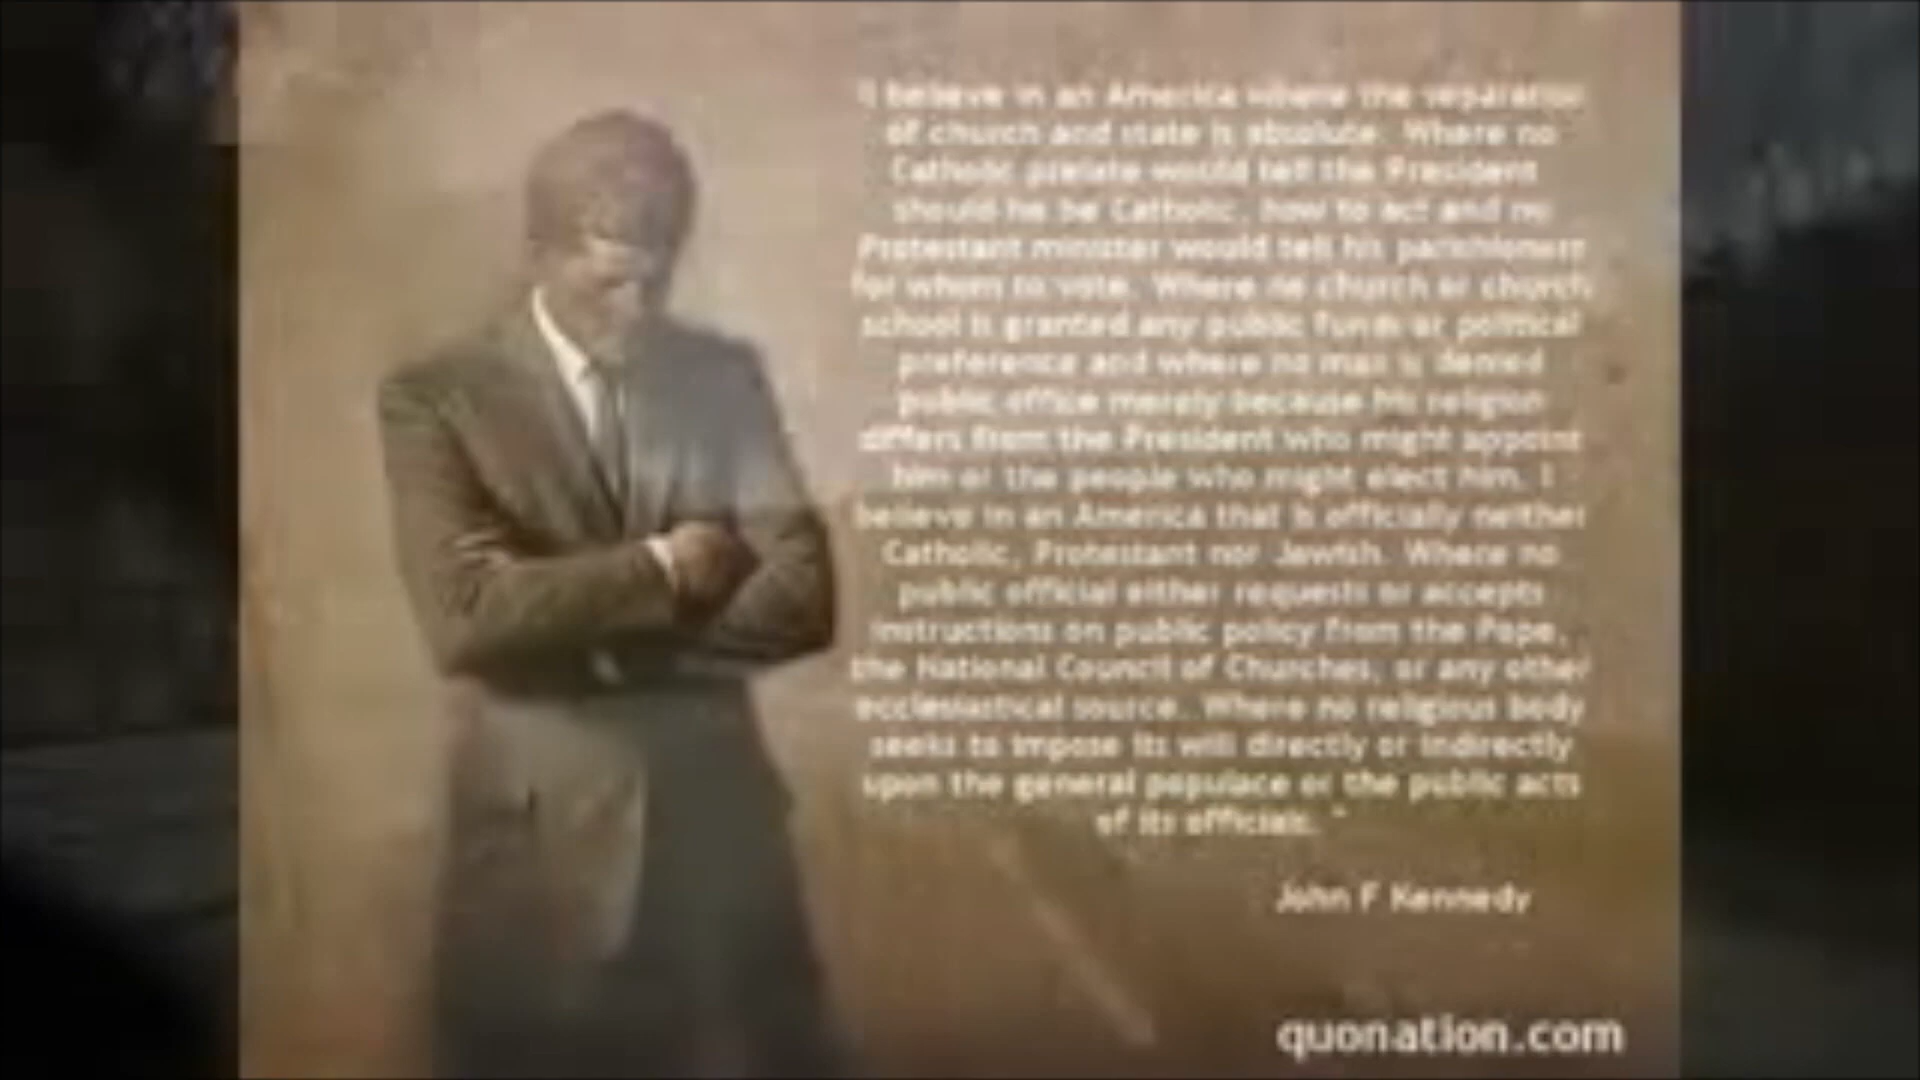 "I believe in an America where the separation
of church and state is absolute. Where no
Catholic prelate would tell the President
should he be Catholic, how to act and no
Protestant minister would tell his parishioners
for whom to vote. Where no church or church
school is granted any public funds or political
preference and where no man is denied
public office merely because his religion
differs from the President who might appoint
him or the people who might elect him. I
believe in an America that is officially neither
Catholic, Protestant nor Jewish. Where no
public official either requests or accepts
instructions on public policy from the Pope,
the National Council of Churches, or any other
ecclesiastical source. Where no religious body
seeks to impose its will directly or indirectly
upon the general populace or the public acts
of its officials. "
John F Kennedy
quonation.com